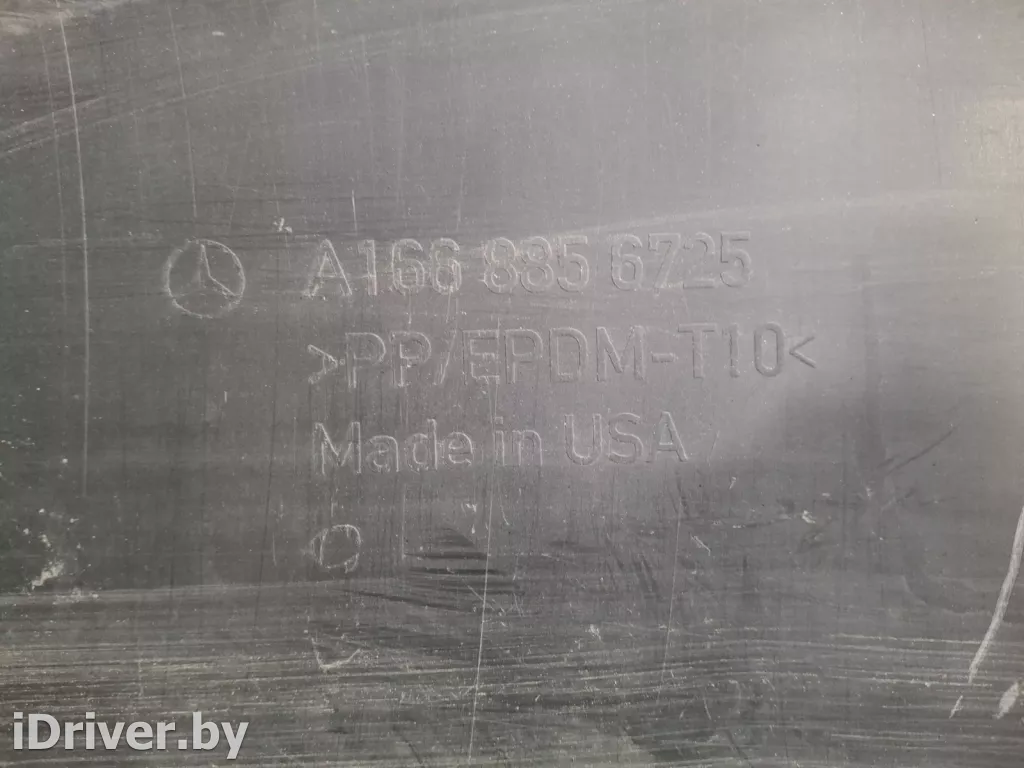 A166 885 6725
>PP/EPDM-T10<
Made in USA
iDriver.by